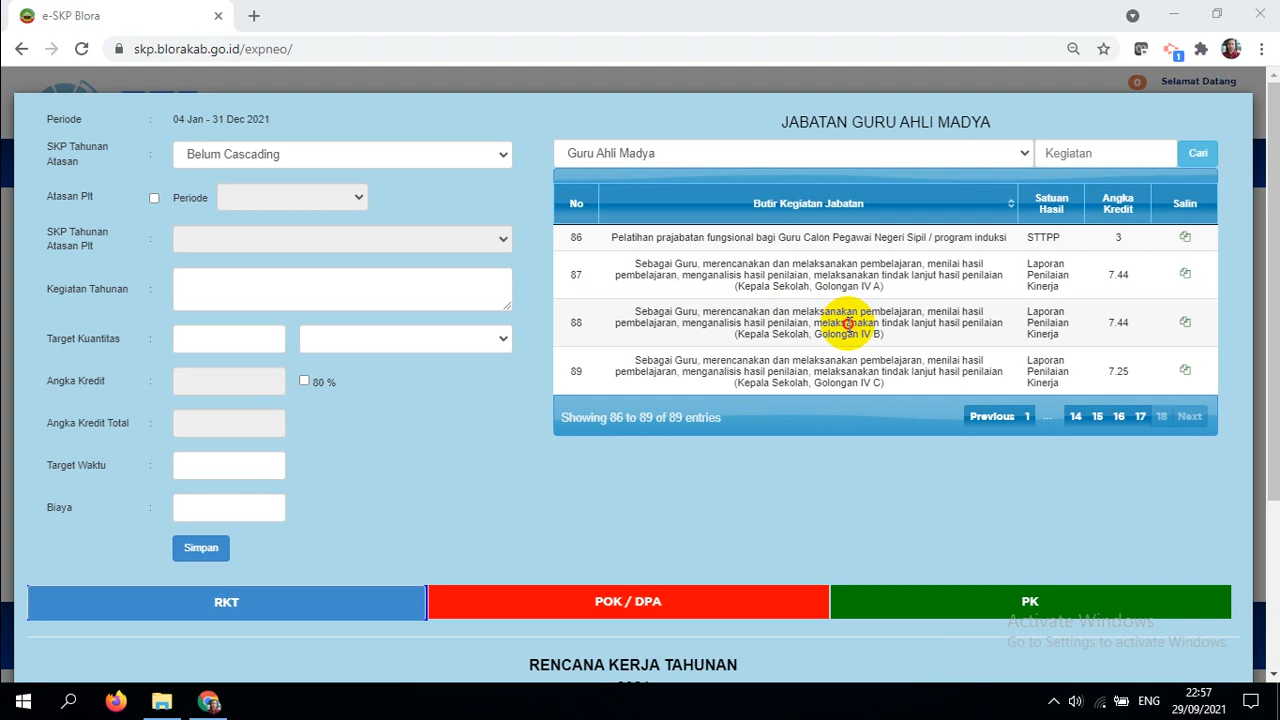 e-SKP Blora
skp.blorakab.go.id/expneo/
1
0 Selamat Datang
Periode : 04 Jan - 31 Dec 2021
SKP Tahunan
Atasan : Belum Cascading
Atasan Plt : Periode
SKP Tahunan
Atasan Plt :
Kegiatan Tahunan :
Target Kuantitas :
Angka Kredit : 80 %
Angka Kredit Total :
Target Waktu :
Biaya :
Simpan
JABATAN GURU AHLI MADYA
Guru Ahli Madya Kegiatan Cari
No Butir Kegiatan Jabatan Satuan Hasil Angka Kredit Salin
86 Pelatihan prajabatan fungsional bagi Guru Calon Pegawai Negeri Sipil / program induksi STTPP 3
Sebagai Guru, merencanakan dan melaksanakan pembelajaran, menilai hasil Laporan
87 pembelajaran, menganalisis hasil penilaian, melaksanakan tindak lanjut hasil penilaian Penilaian 7.44
(Kepala Sekolah, Golongan IV A) Kinerja
Sebagai Guru, merencanakan dan melaksanakan pembelajaran, menilai hasil Laporan
88 pembelajaran, menganalisis hasil penilaian, melaksanakan tindak lanjut hasil penilaian Penilaian 7.44
(Kepala Sekolah, Golongan IV B) Kinerja
Sebagai Guru, merencanakan dan melaksanakan pembelajaran, menilai hasil Laporan
89 pembelajaran, menganalisis hasil penilaian, melaksanakan tindak lanjut hasil penilaian Penilaian 7.25
(Kepala Sekolah, Golongan IV C) Kinerja
Showing 86 to 89 of 89 entries Previous 1 ... 14 15 16 17 18 Next
RKT POK / DPA PK
Activate Windows
Go to Settings to activate Windows.
RENCANA KERJA TAHUNAN
ENG 22:57
29/09/2021